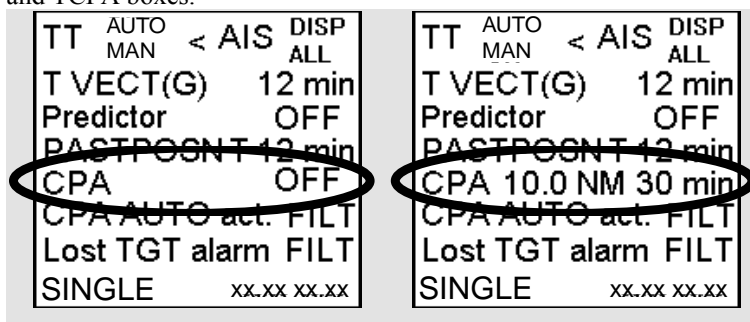 and TCPA boxes.
TT AUTO MAN < AIS DISP ALL
T VECT(G) 12 min
Predictor OFF
PASTPOSN T 12 min
CPA OFF
CPA AUTO act. FILT
Lost TGT alarm FILT
SINGLE xx.xx xx.xx
TT AUTO MAN < AIS DISP ALL
T VECT(G) 12 min
Predictor OFF
PASTPOSN T 12 min
CPA 10.0 NM 30 min
CPA AUTO act. FILT
Lost TGT alarm FILT
SINGLE xx.xx xx.xx